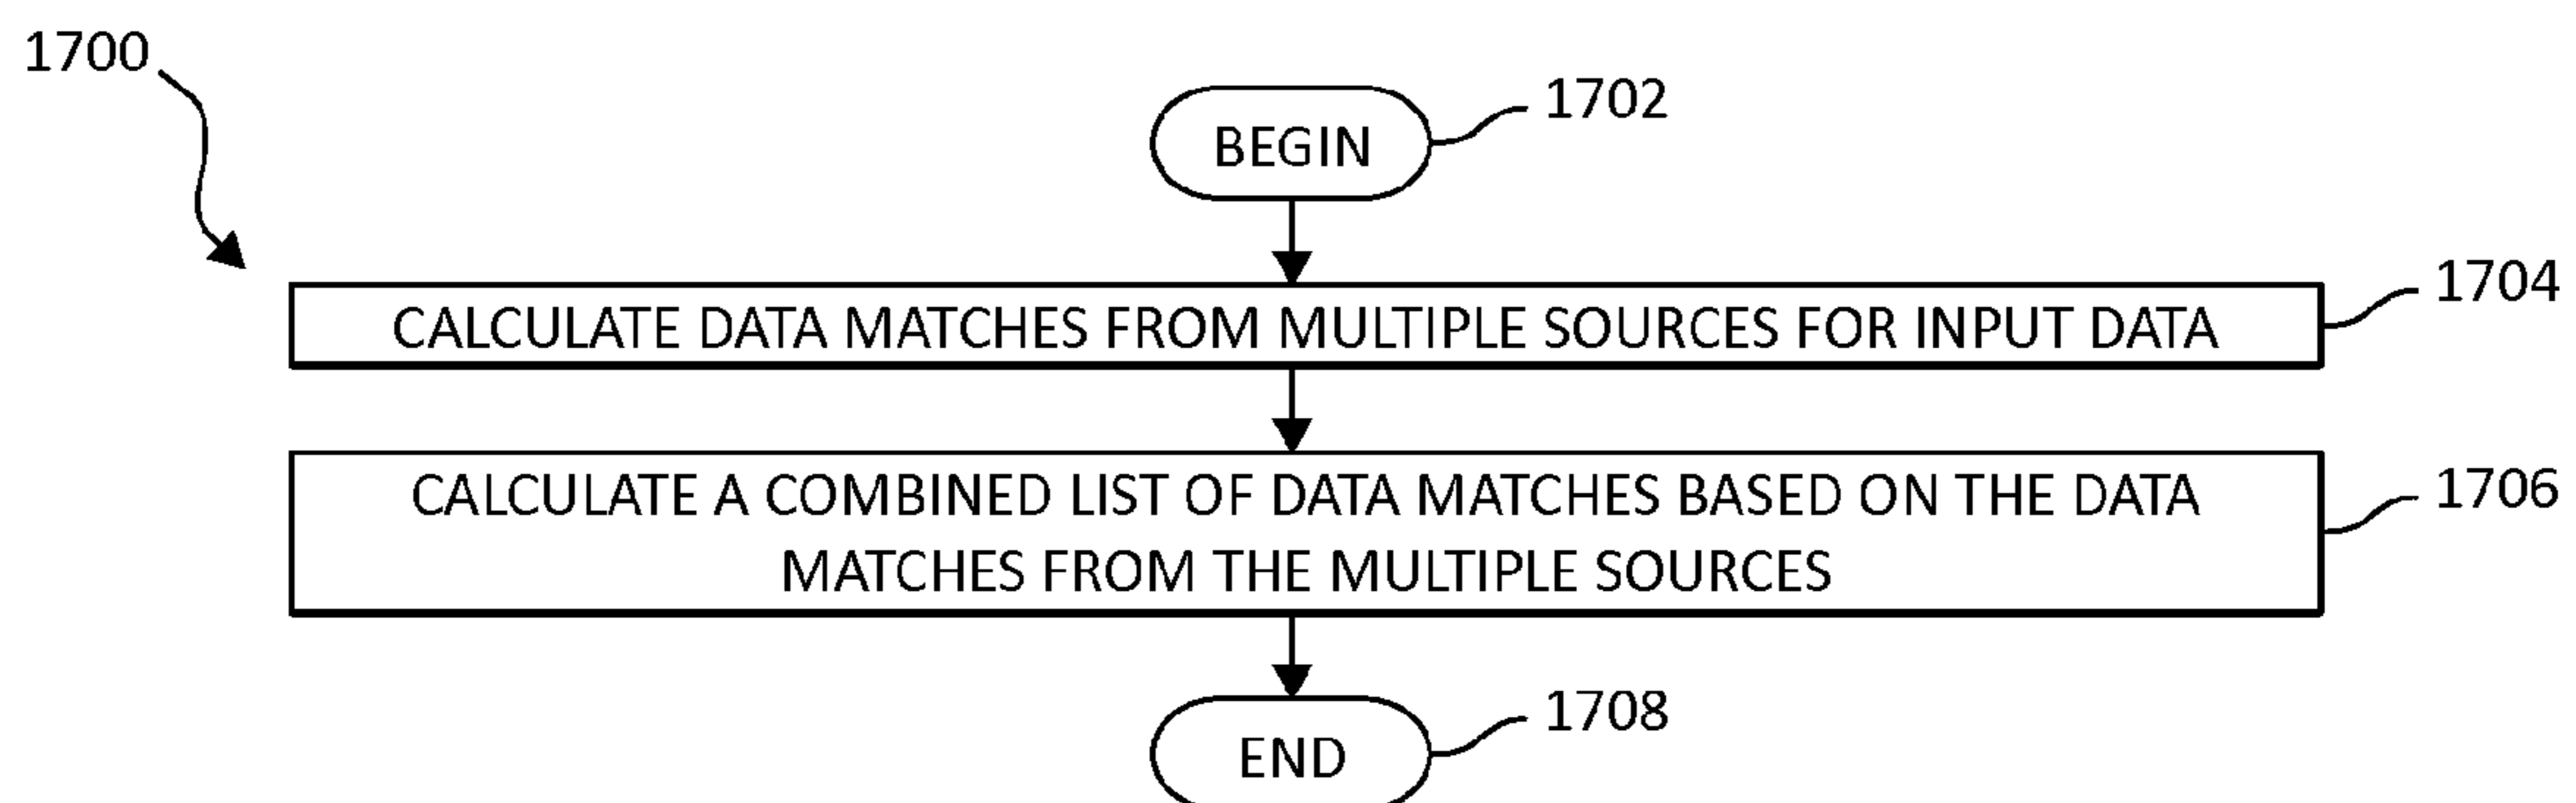 1700
BEGIN
1702
CALCULATE DATA MATCHES FROM MULTIPLE SOURCES FOR INPUT DATA
1704
CALCULATE A COMBINED LIST OF DATA MATCHES BASED ON THE DATA
MATCHES FROM THE MULTIPLE SOURCES
1706
END
1708